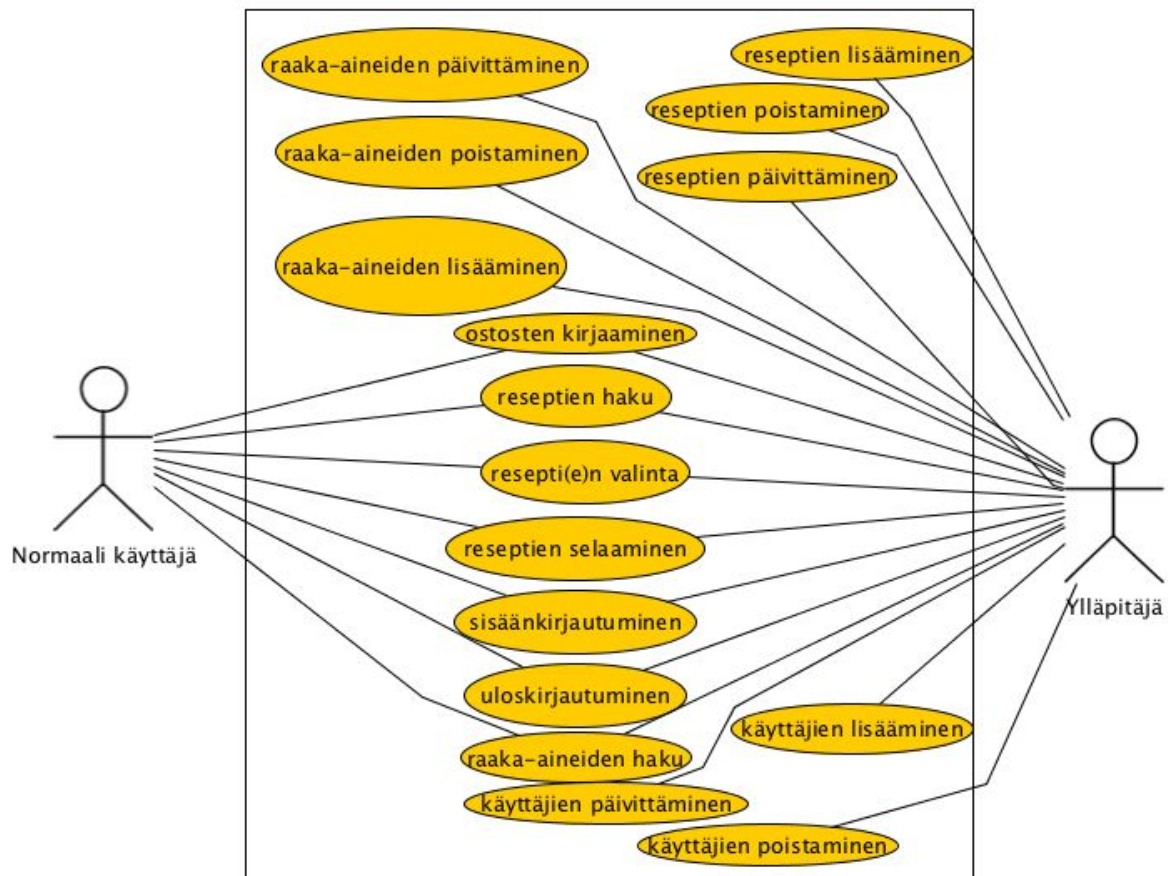 raaka-aineiden päivittäminen
reseptien lisääminen
reseptien poistaminen
raaka-aineiden poistaminen
reseptien päivittäminen
raaka-aineiden lisääminen
ostosten kirjaaminen
reseptien haku
resepti(e)n valinta
reseptien selaaminen
Normaali käyttäjä
Ylläpitäjä
sisäänkirjautuminen
uloskirjautuminen
käyttäjien lisääminen
raaka-aineiden haku
käyttäjien päivittäminen
käyttäjien poistaminen